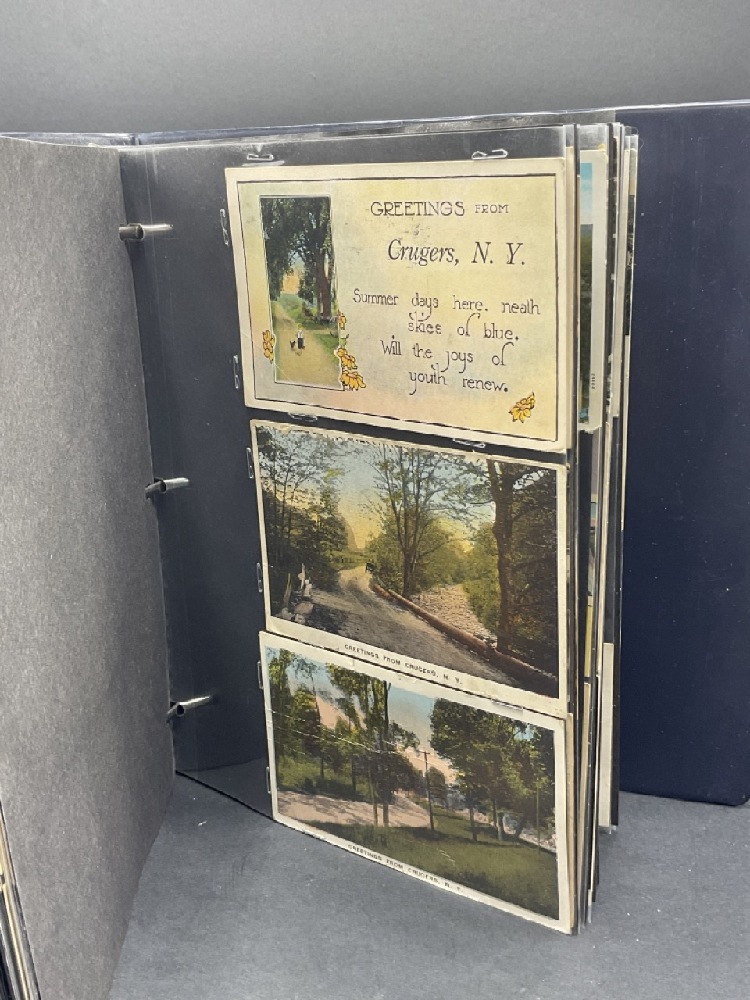 GREETINGS FROM
Crugers, N. Y.
Summer days here, neath
skies of blue,
Will the joys of
youth renew.
GREETINGS FROM CRUGERS, N. Y.
GREETINGS FROM CRUGERS, N. Y.